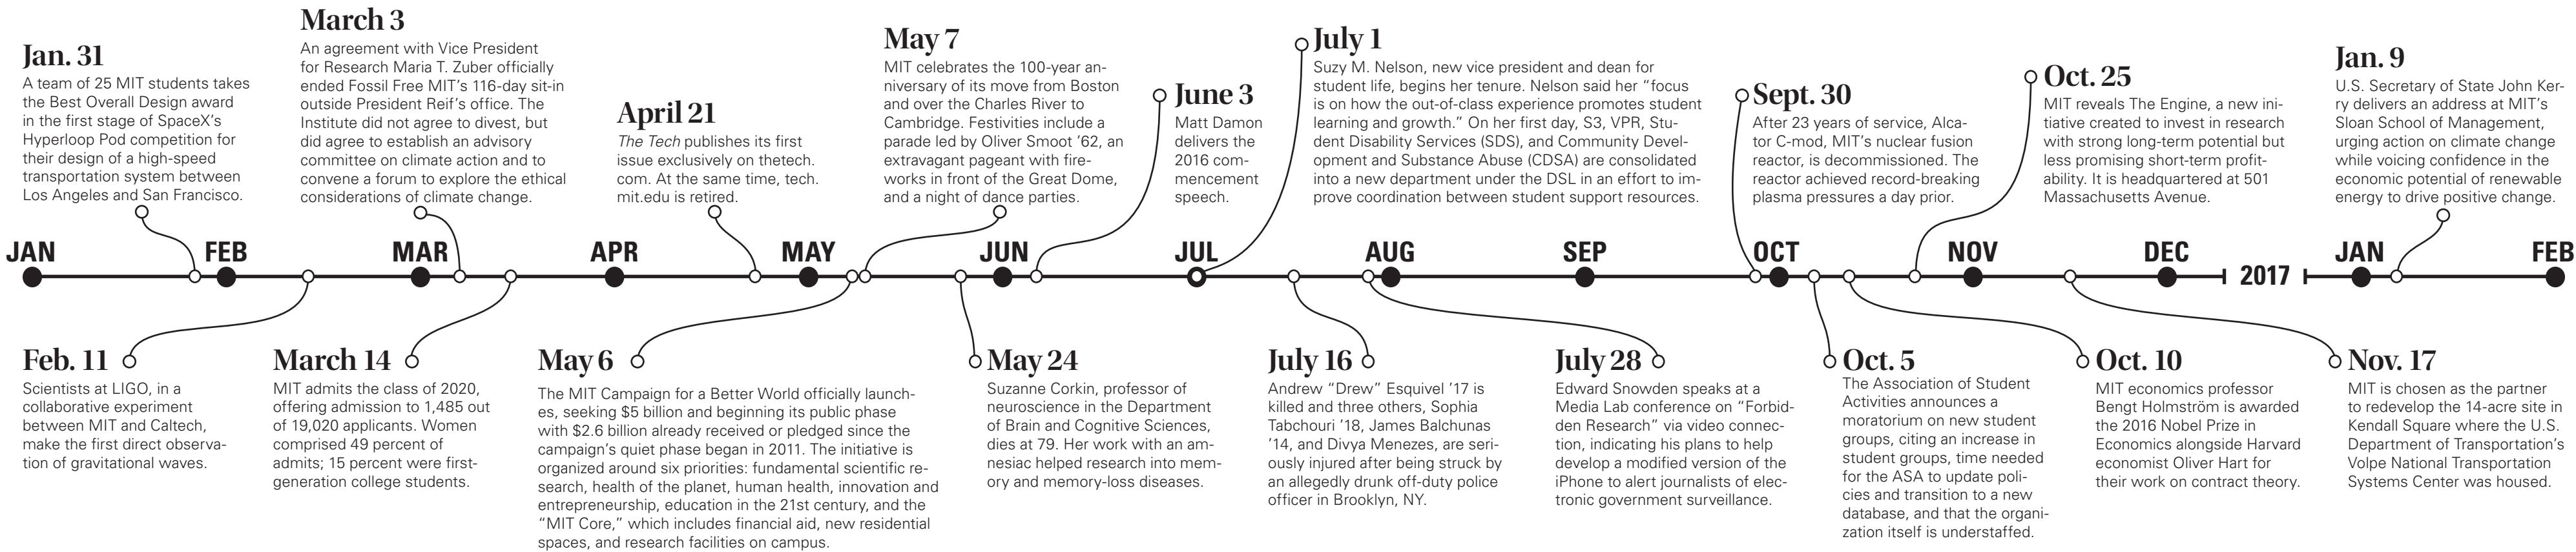 Jan. 31
A team of 25 MIT students takes
the Best Overall Design award
in the first stage of SpaceX's
Hyperloop Pod competition for
their design of a high-speed
transportation system between
Los Angeles and San Francisco.
March 3
An agreement with Vice President
for Research Maria T. Zuber officially
ended Fossil Free MIT's 116-day sit-in
outside President Reif's office. The
Institute did not agree to divest, but
did agree to establish an advisory
committee on climate action and to
convene a forum to explore the ethical
considerations of climate change.
April 21
The Tech publishes its first
issue exclusively on thetech.
com. At the same time, tech.
mit.edu is retired.
May 7
MIT celebrates the 100-year an-
niversary of its move from Boston
and over the Charles River to
Cambridge. Festivities include a
parade led by Oliver Smoot '62, an
extravagant pageant with fire-
works in front of the Great Dome,
and a night of dance parties.
June 3
Matt Damon
delivers the
2016 com-
mencement
speech.
July 1
Suzy M. Nelson, new vice president and dean for
student life, begins her tenure. Nelson said her "focus
is on how the out-of-class experience promotes student
learning and growth." On her first day, S3, VPR, Stu-
dent Disability Services (SDS), and Community Devel-
opment and Substance Abuse (CDSA) are consolidated
into a new department under the DSL in an effort to im-
prove coordination between student support resources.
Sept. 30
After 23 years of service, Alca-
tor C-mod, MIT's nuclear fusion
reactor, is decommissioned. The
reactor achieved record-breaking
plasma pressures a day prior.
Oct. 25
MIT reveals The Engine, a new ini-
tiative created to invest in research
with strong long-term potential but
less promising short-term profit-
ability. It is headquartered at 501
Massachusetts Avenue.
Jan. 9
U.S. Secretary of State John Ker-
ry delivers an address at MIT's
Sloan School of Management,
urging action on climate change
while voicing confidence in the
economic potential of renewable
energy to drive positive change.
JAN FEB MAR APR MAY JUN JUL AUG SEP OCT NOV DEC 2017 JAN FEB
Feb. 11
Scientists at LIGO, in a
collaborative experiment
between MIT and Caltech,
make the first direct observa-
tion of gravitational waves.
March 14
MIT admits the class of 2020,
offering admission to 1,485 out
of 19,020 applicants. Women
comprised 49 percent of
admits; 15 percent were first-
generation college students.
May 6
The MIT Campaign for a Better World officially launch-
es, seeking $5 billion and beginning its public phase
with $2.6 billion already received or pledged since the
campaign's quiet phase began in 2011. The initiative is
organized around six priorities: fundamental scientific re-
search, health of the planet, human health, innovation and
entrepreneurship, education in the 21st century, and the
"MIT Core," which includes financial aid, new residential
spaces, and research facilities on campus.
May 24
Suzanne Corkin, professor of
neuroscience in the Department
of Brain and Cognitive Sciences,
dies at 79. Her work with an am-
nesiac helped research into mem-
ory and memory-loss diseases.
July 16
Andrew "Drew" Esquivel '17 is
killed and three others, Sophia
Tabchouri '18, James Balchunas
'14, and Divya Menezes, are seri-
ously injured after being struck by
an allegedly drunk off-duty police
officer in Brooklyn, NY.
July 28
Edward Snowden speaks at a
Media Lab conference on "Forbid-
den Research" via video connec-
tion, indicating his plans to help
develop a modified version of the
iPhone to alert journalists of elec-
tronic government surveillance.
Oct. 5
The Association of Student
Activities announces a
moratorium on new student
groups, citing an increase in
student groups, time needed
for the ASA to update poli-
cies and transition to a new
database, and that the organi-
zation itself is understaffed.
Oct. 10
MIT economics professor
Bengt Holmström is awarded
the 2016 Nobel Prize in
Economics alongside Harvard
economist Oliver Hart for
their work on contract theory.
Nov. 17
MIT is chosen as the partner
to redevelop the 14-acre site in
Kendall Square where the U.S.
Department of Transportation's
Volpe National Transportation
Systems Center was housed.